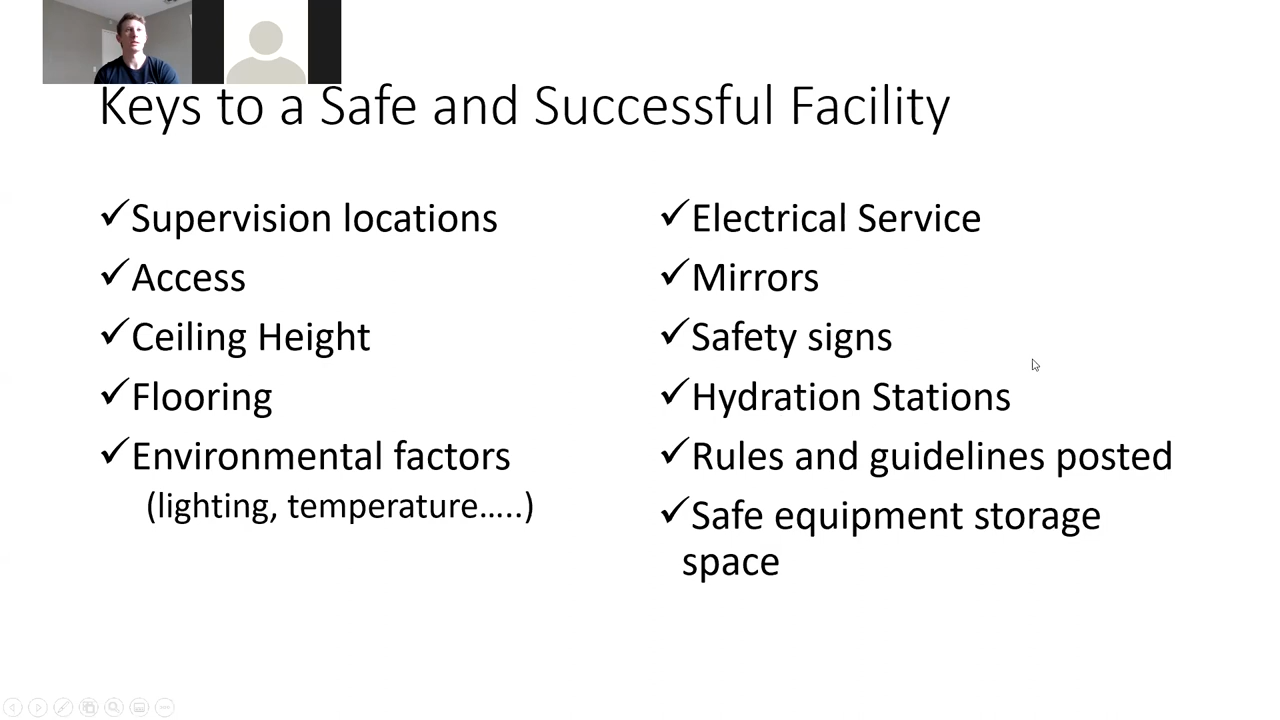 Keys to a Safe and Successful Facility
✓Supervision locations
✓Access
✓Ceiling Height
✓Flooring
✓Environmental factors
(lighting, temperature.....)
✓Electrical Service
✓Mirrors
✓Safety signs
✓Hydration Stations
✓Rules and guidelines posted
✓Safe equipment storage
space